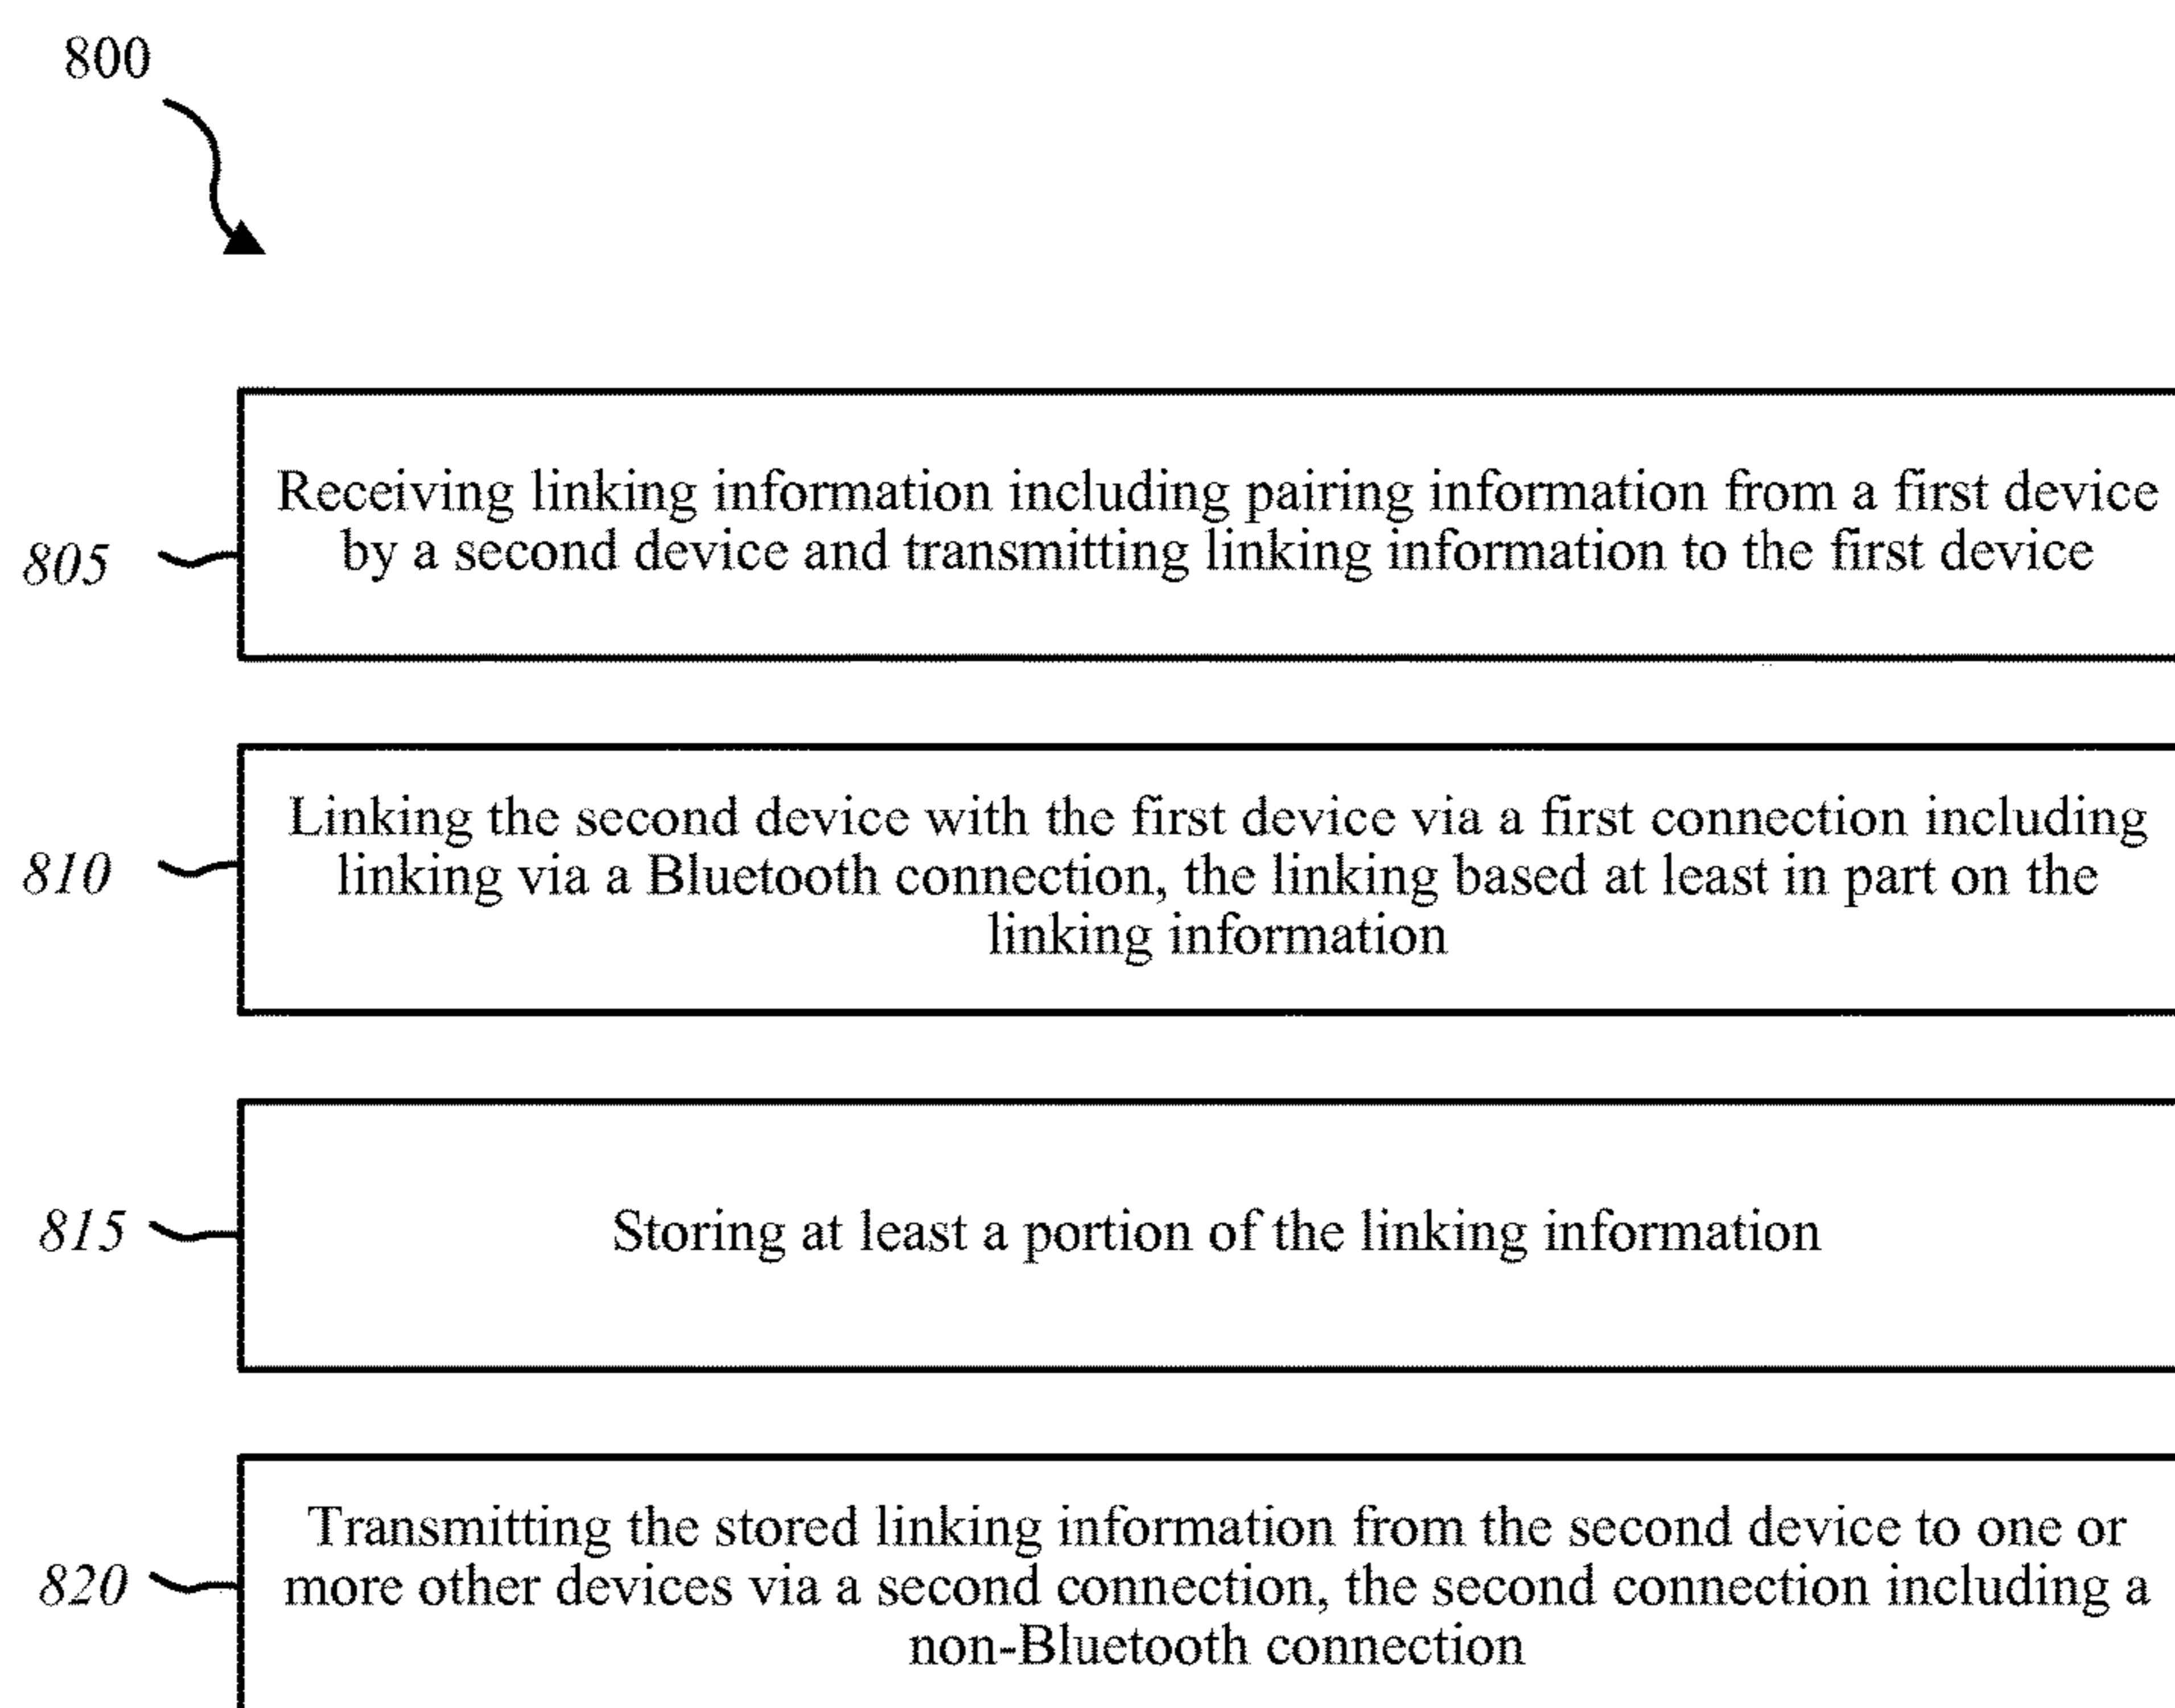 800
Receiving linking information including pairing information from a first device
by a second device and transmitting linking information to the first device
805
Linking the second device with the first device via a first connection including
linking via a Bluetooth connection, the linking based at least in part on the
linking information
810
Storing at least a portion of the linking information
815
Transmitting the stored linking information from the second device to one or
more other devices via a second connection, the second connection including a
non-Bluetooth connection
820